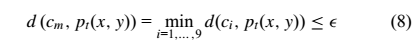 d (c_m, p_t(x, y)) = min_{i=1,...,9} d(c_i, p_t(x, y)) ≤ ϵ (8)